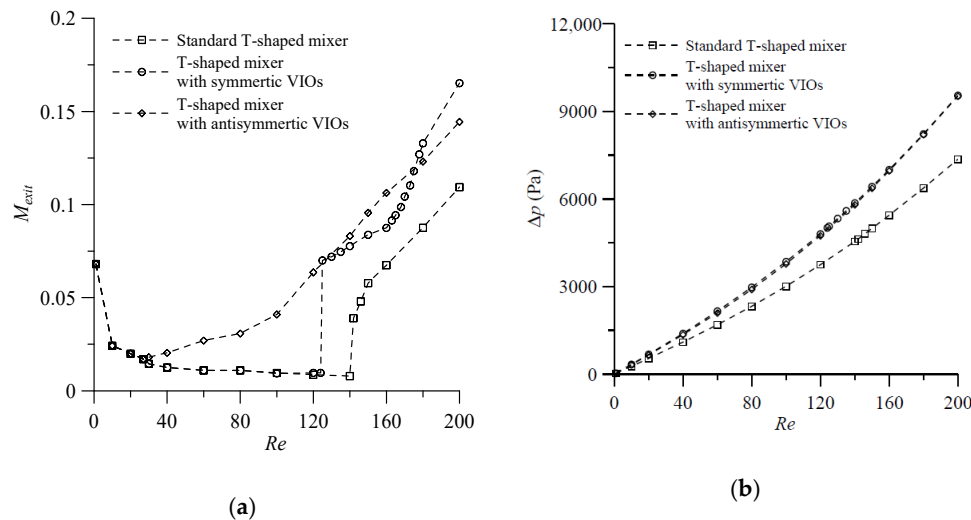 0.2
0.15
0.1
0.05
0
M_exit
Standard T-shaped mixer
T-shaped mixer
with symmertic VIOs
T-shaped mixer
with antisymmertic VIOs
0 40 80 120 160 200
Re
(a)
12,000
9000
6000
3000
0
Δp (Pa)
Standard T-shaped mixer
T-shaped mixer
with symmertic VIOs
T-shaped mixer
with antisymmertic VIOs
0 40 80 120 160 200
Re
(b)